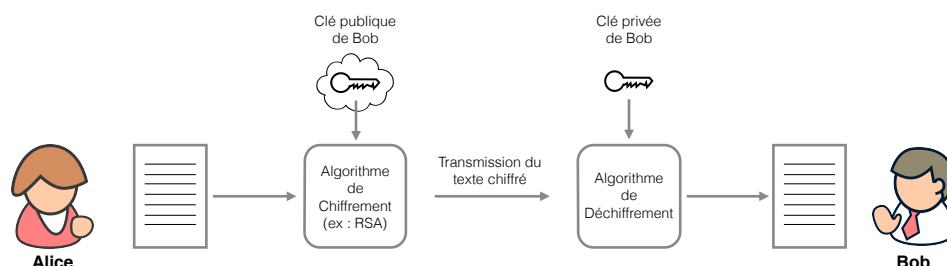 Clé publique
de Bob
Clé privée
de Bob
Algorithme
de
Chiffrement
(ex : RSA)
Transmission du
texte chiffré
Algorithme
de
Déchiffrement
Alice
Bob